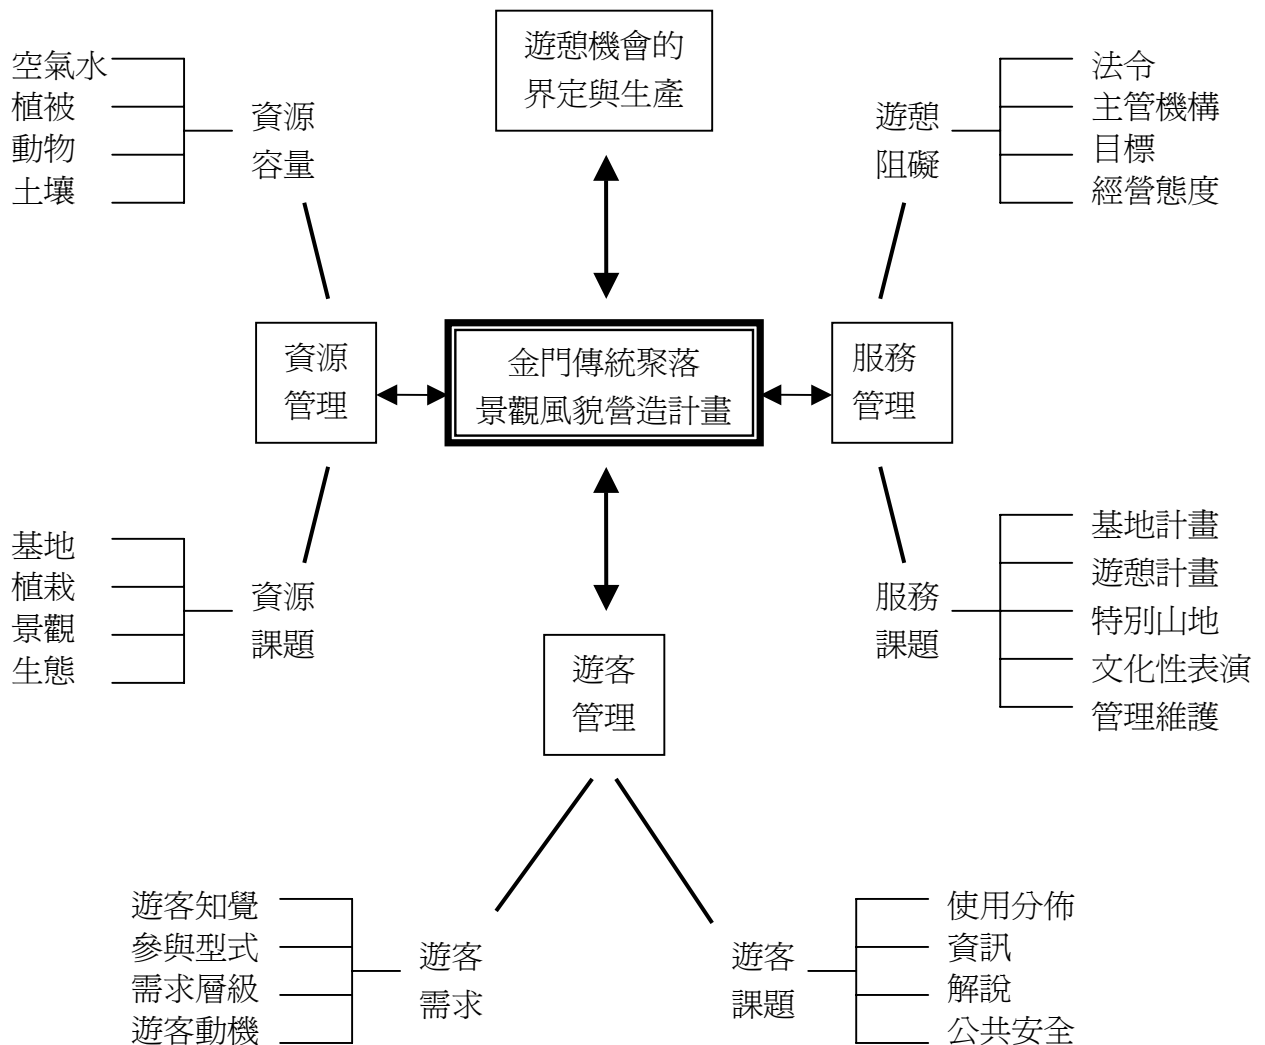 遊憩機會的
界定與生產
空氣水
植被
動物
土壤
資源
容量
遊憩
阻礙
法令
主管機構
目標
經營態度
資源
管理
金門傳統聚落
景觀風貌營造計畫
服務
管理
基地
植栽
景觀
生態
資源
課題
服務
課題
基地計畫
遊憩計畫
特別山地
文化性表演
管理維護
遊客
管理
遊客知覺
參與型式
需求層級
遊客動機
遊客
需求
遊客
課題
使用分佈
資訊
解說
公共安全